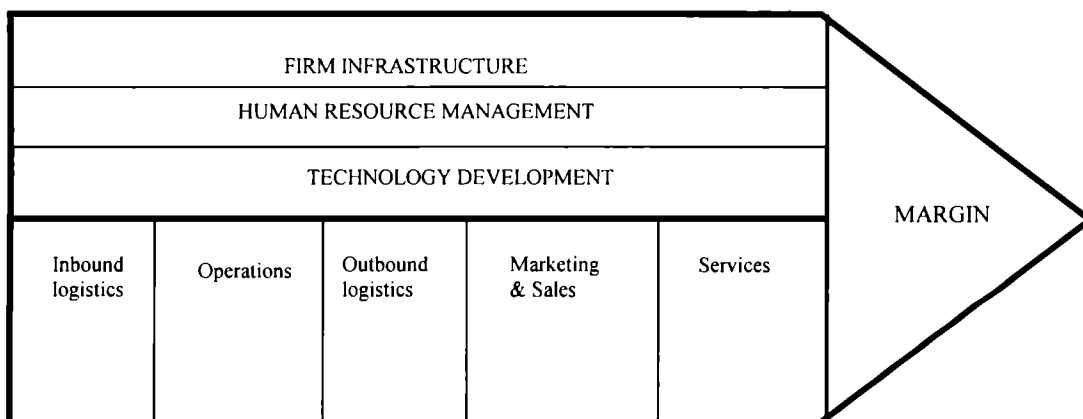 FIRM INFRASTRUCTURE
HUMAN RESOURCE MANAGEMENT
TECHNOLOGY DEVELOPMENT
MARGIN
Inbound
logistics
Operations
Outbound
logistics
Marketing
& Sales
Services